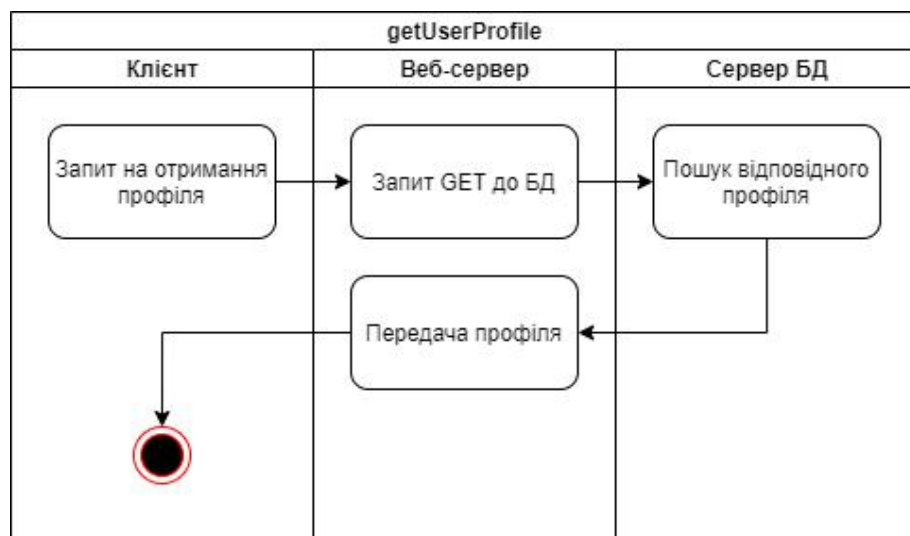 getUserProfile
Клієнт
Веб-сервер
Сервер БД
Запит на отримання
профіля
Запит GET до БД
Пошук відповідного
профіля
Передача профіля